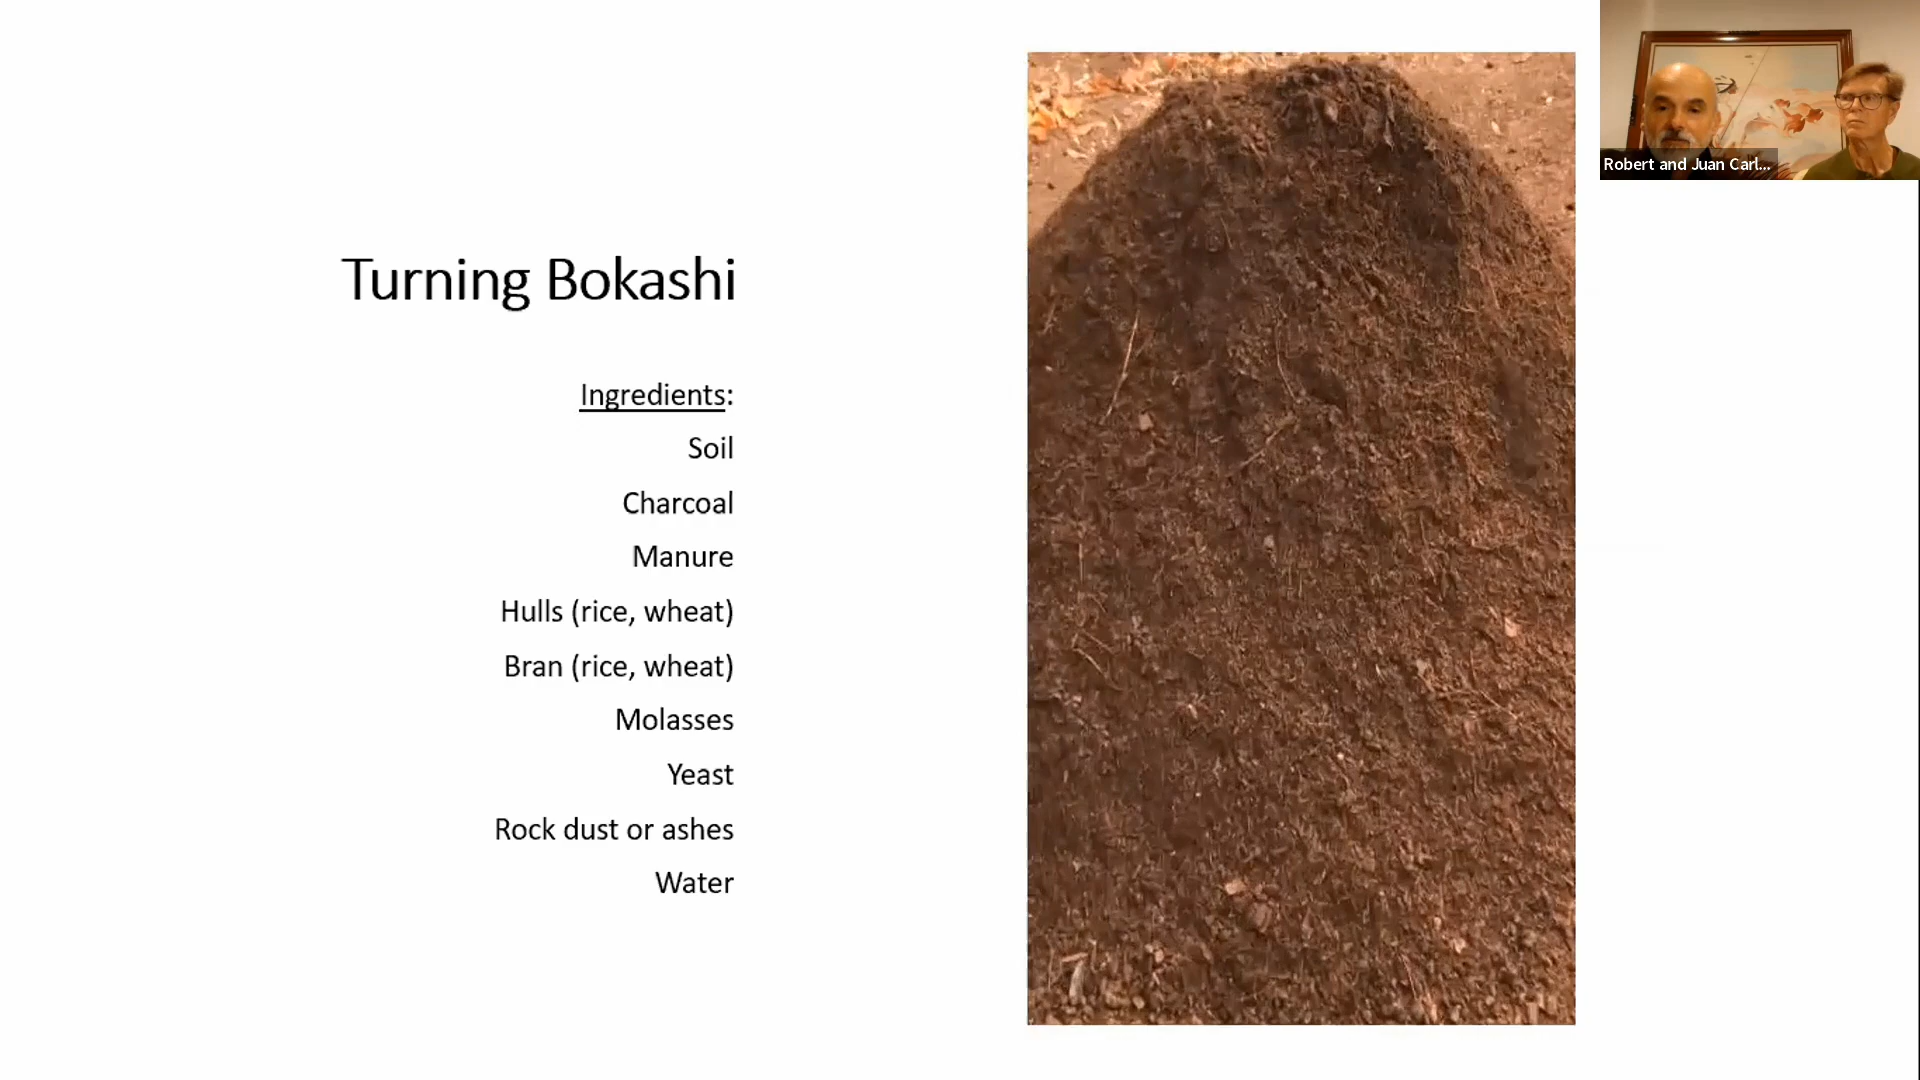 Turning Bokashi
Ingredients:
Soil
Charcoal
Manure
Hulls (rice, wheat)
Bran (rice, wheat)
Molasses
Yeast
Rock dust or ashes
Water
Robert and Juan Carl...